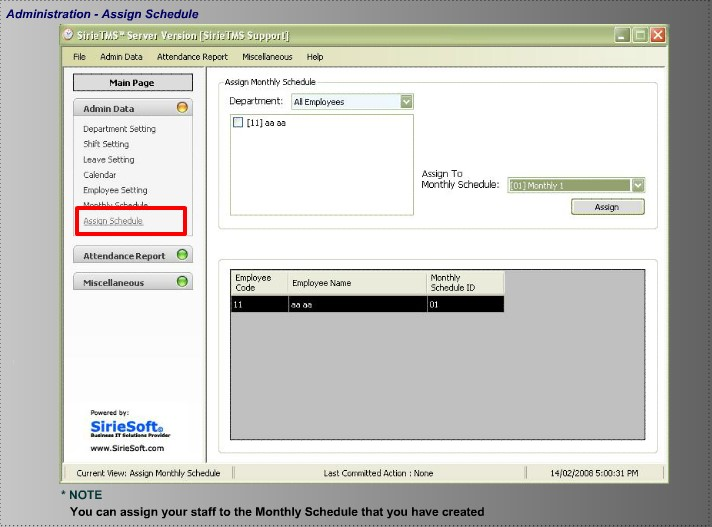 Administration - Assign Schedule
SirieTMS™ Server Version [SirieTMS Support]
File Admin Data Attendance Report Miscellaneous Help
Main Page
Admin Data
Department Setting
Shift Setting
Leave Setting
Calendar
Employee Setting
Monthly Schedule
Assign Schedule
Attendance Report
Miscellaneous
Powered by:
SirieSoft®
Business IT Solutions Provider
www.SirieSoft.com
Assign Monthly Schedule
Department: All Employees
[11] aa aa
Assign To
Monthly Schedule: [01] Monthly 1
Assign
Employee Code Employee Name Monthly Schedule ID
11 aa aa 01
Current View: Assign Monthly Schedule Last Committed Action : None 14/02/2008 5:00:31 PM
* NOTE
You can assign your staff to the Monthly Schedule that you have created